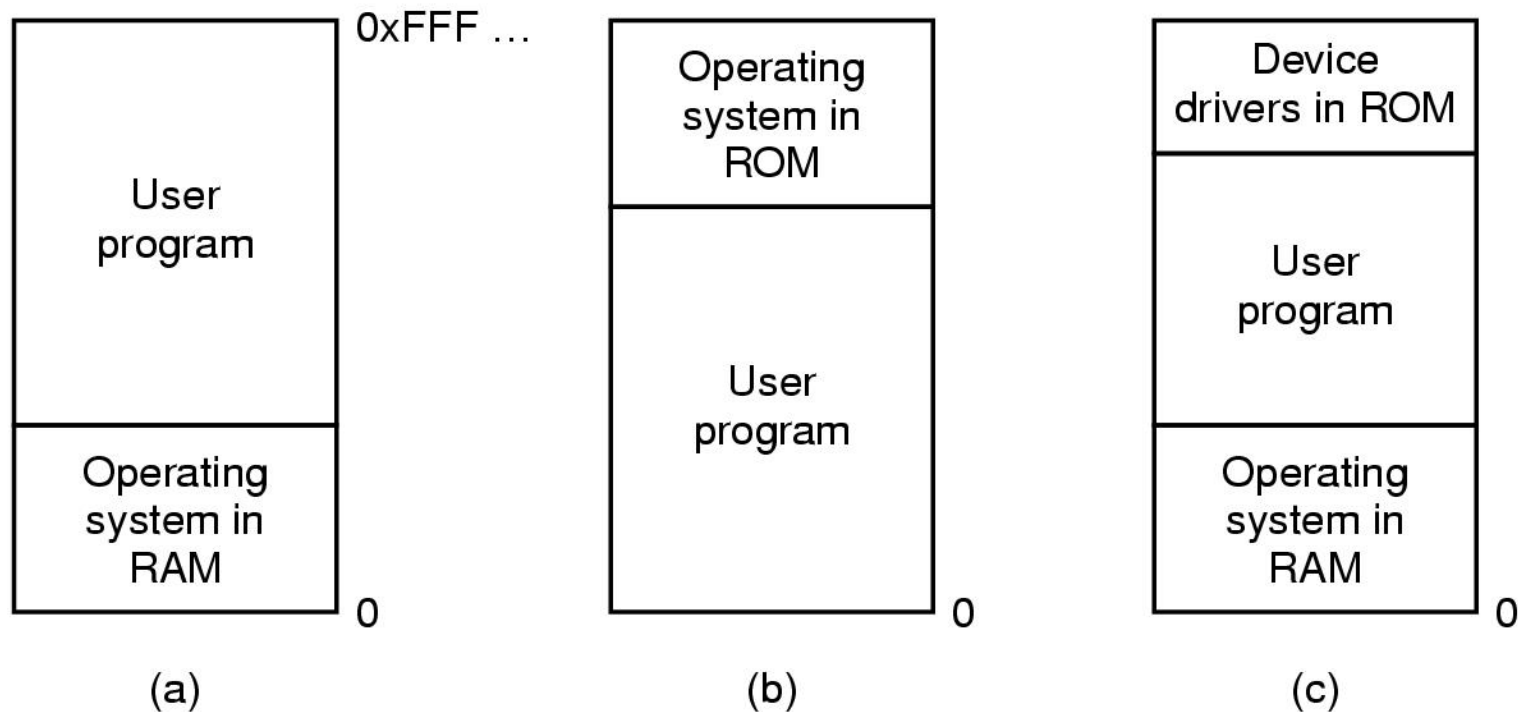 0xFFF ...
User
program
Operating
system in
RAM
0
(a)
Operating
system in
ROM
User
program
0
(b)
Device
drivers in ROM
User
program
Operating
system in
RAM
0
(c)